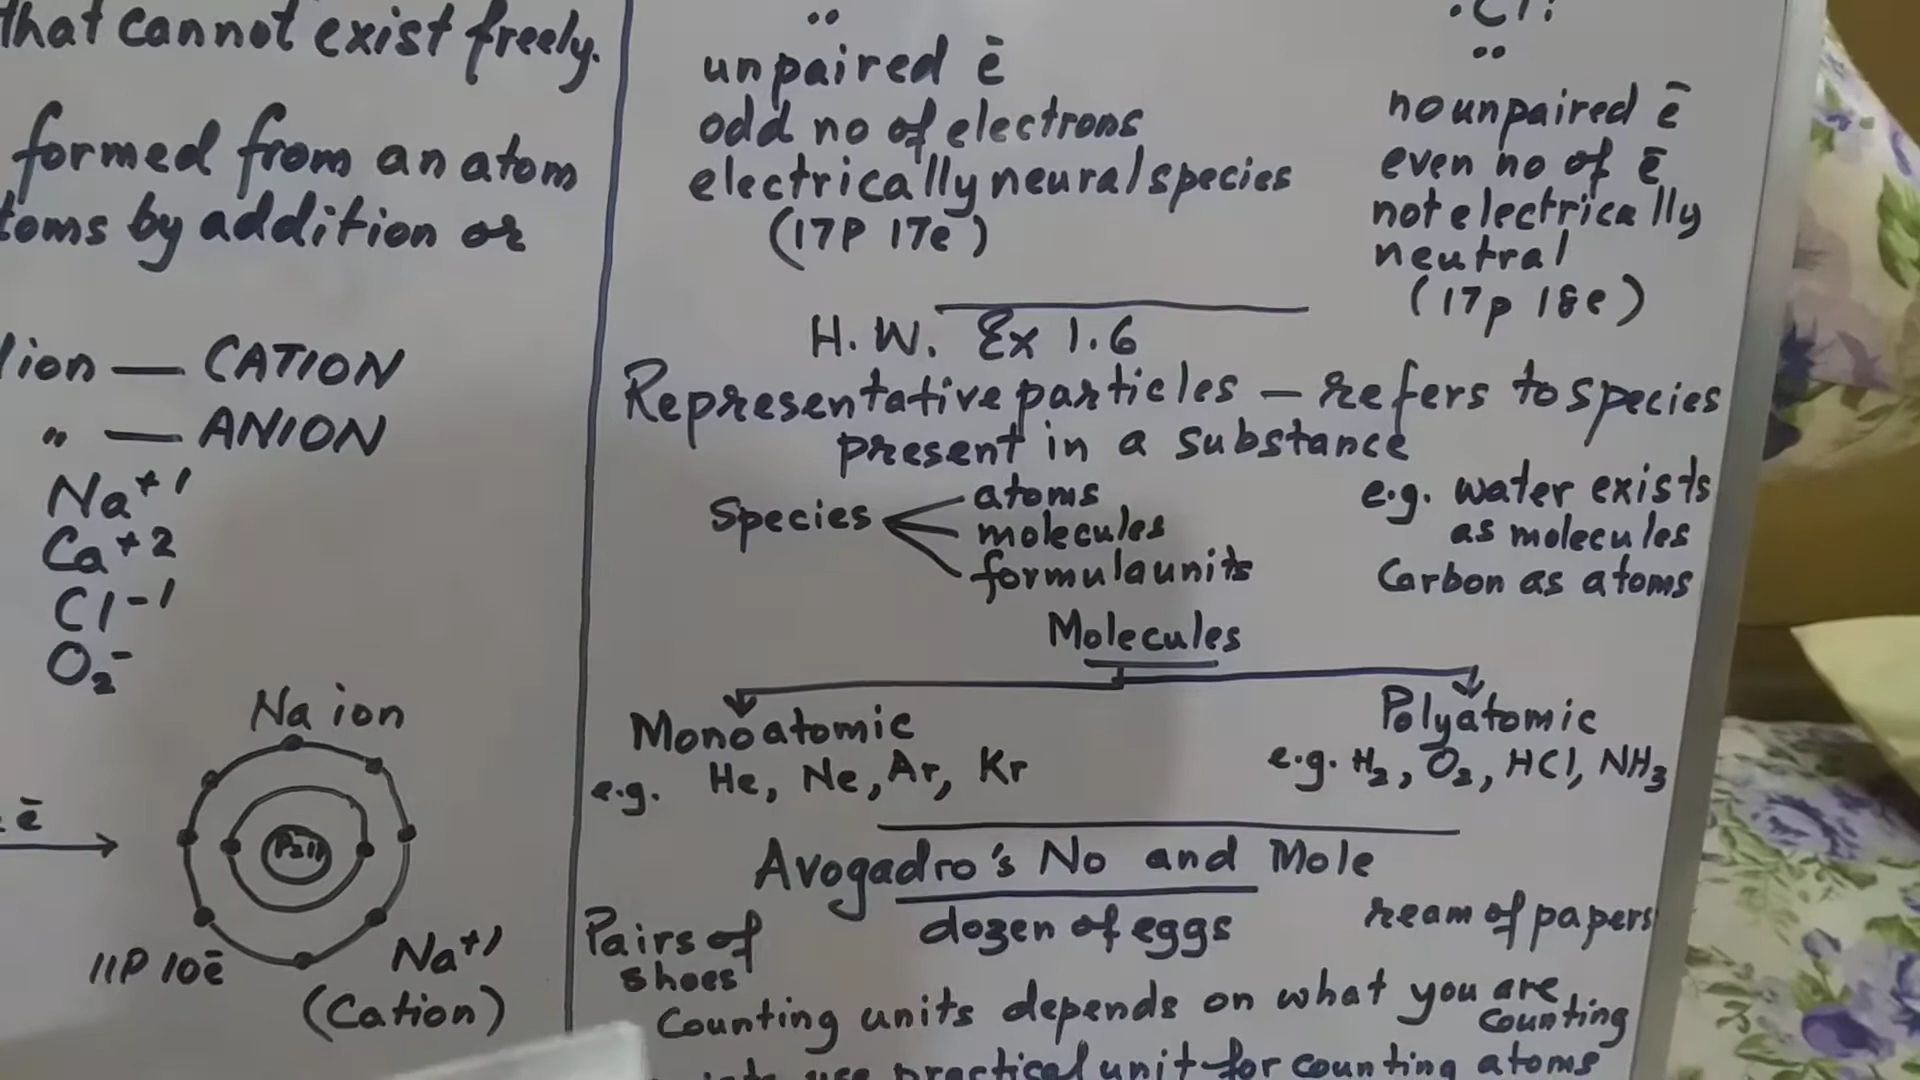 that cannot exist freely.
formed from an atom
toms by addition or
ion — CATION
" — ANION
Na+1
Ca+2
Cl-1
O2-
Na ion
ē
P=11
11P 10ē
Na+1
(Cation)
unpaired ē
odd no of electrons
electrically neural species
(17P 17ē)
.Cl:
no unpaired ē
even no of ē
not electrically
neutral
(17p 18e)
H.W. Ex 1.6
Representative particles — refers to species
present in a substance
Species
atoms
molecules
formula units
e.g. water exists
as molecules
Carbon as atoms
Molecules
Monoatomic
e.g. He, Ne, Ar, Kr
Polyatomic
e.g. H2, O2, HCl, NH3
Avogadro's No and Mole
Pairs of
shoes
dozen of eggs
ream of papers
Counting units depends on what you are
counting
use practical unit for counting atoms